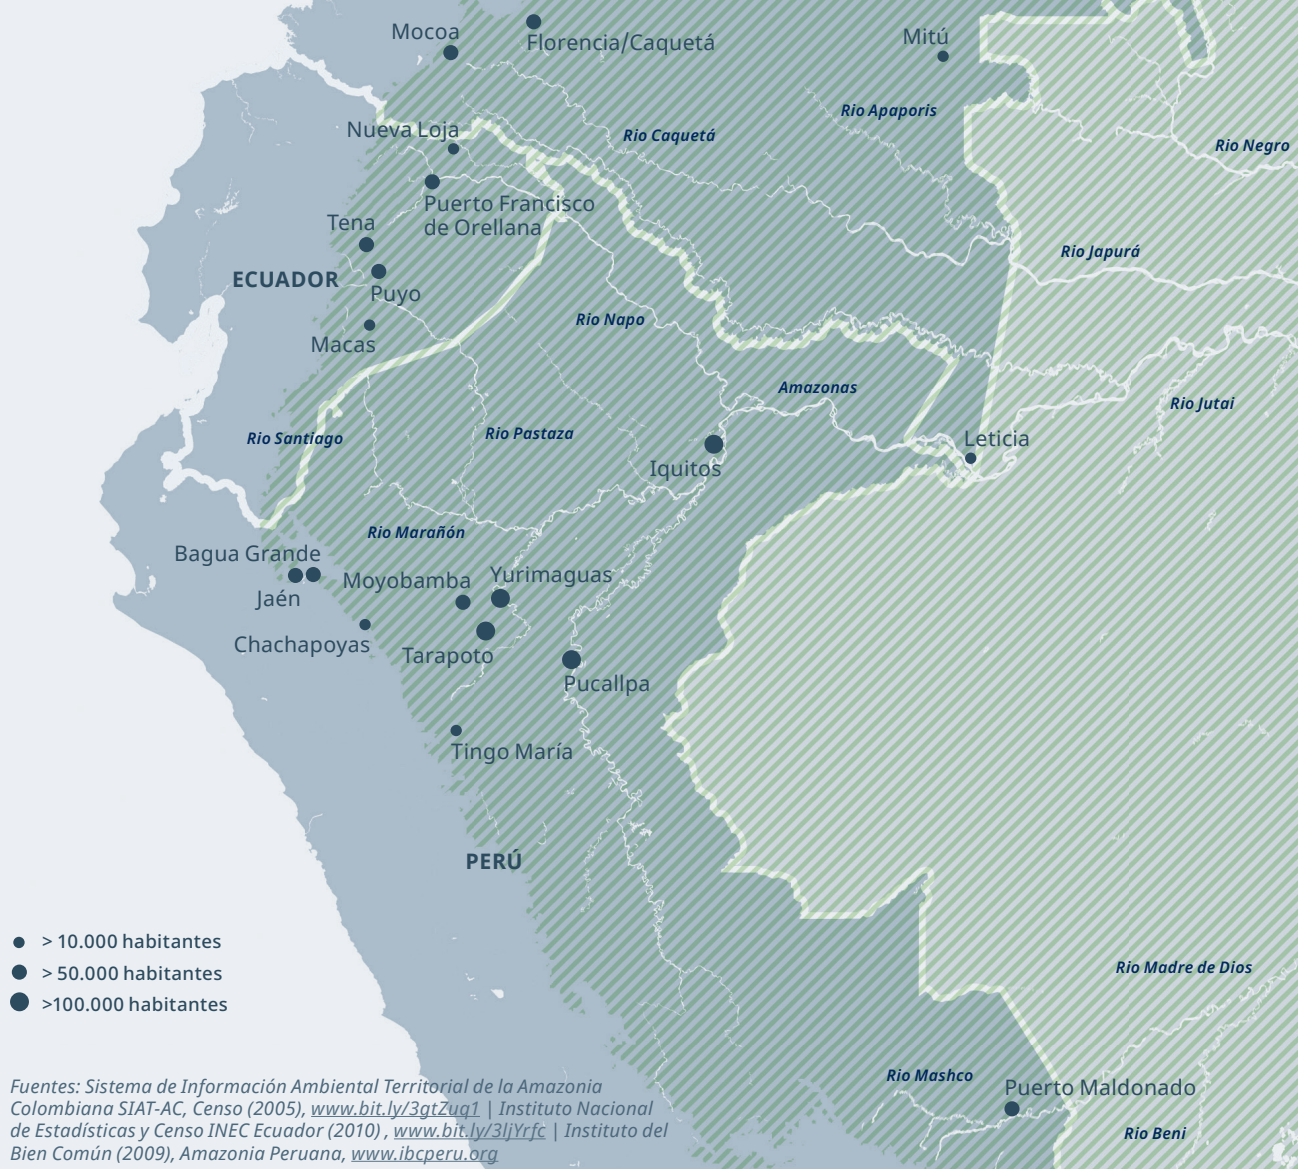 Mocoa
Florencia/Caquetá
Mitú
Rio Apaporis
Nueva Loja
Rio Caquetá
Rio Negro
Puerto Francisco
de Orellana
Tena
Rio Japurá
ECUADOR
Puyo
Rio Napo
Macas
Amazonas
Rio Jutai
Rio Santiago
Rio Pastaza
Leticia
Iquitos
Rio Marañón
Bagua Grande
Moyobamba
Yurimaguas
Jaén
Chachapoyas
Tarapoto
Pucallpa
Tingo María
PERÚ
> 10.000 habitantes
> 50.000 habitantes
>100.000 habitantes
Rio Madre de Dios
Rio Mashco
Puerto Maldonado
Rio Beni
Fuentes: Sistema de Información Ambiental Territorial de la Amazonia
Colombiana SIAT-AC, Censo (2005), www.bit.ly/3gtZuq1 | Instituto Nacional
de Estadísticas y Censo INEC Ecuador (2010) , www.bit.ly/3ljYrfc | Instituto del
Bien Común (2009), Amazonia Peruana, www.ibcperu.org